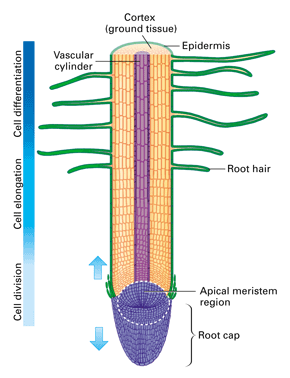 Cortex
(ground tissue)
Epidermis
Vascular
cylinder
Cell differentiation
Root hair
Cell elongation
Apical meristem
region
Cell division
Root cap